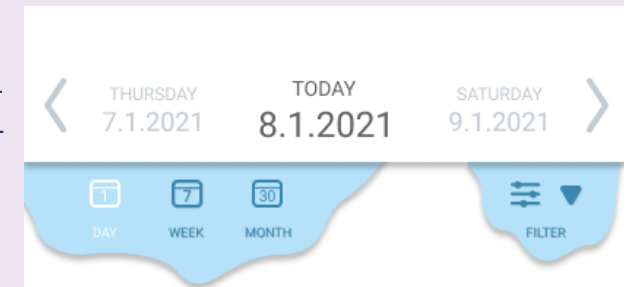 THURSDAY
7.1.2021
TODAY
8.1.2021
SATURDAY
9.1.2021
1
DAY
7
WEEK
30
MONTH
FILTER